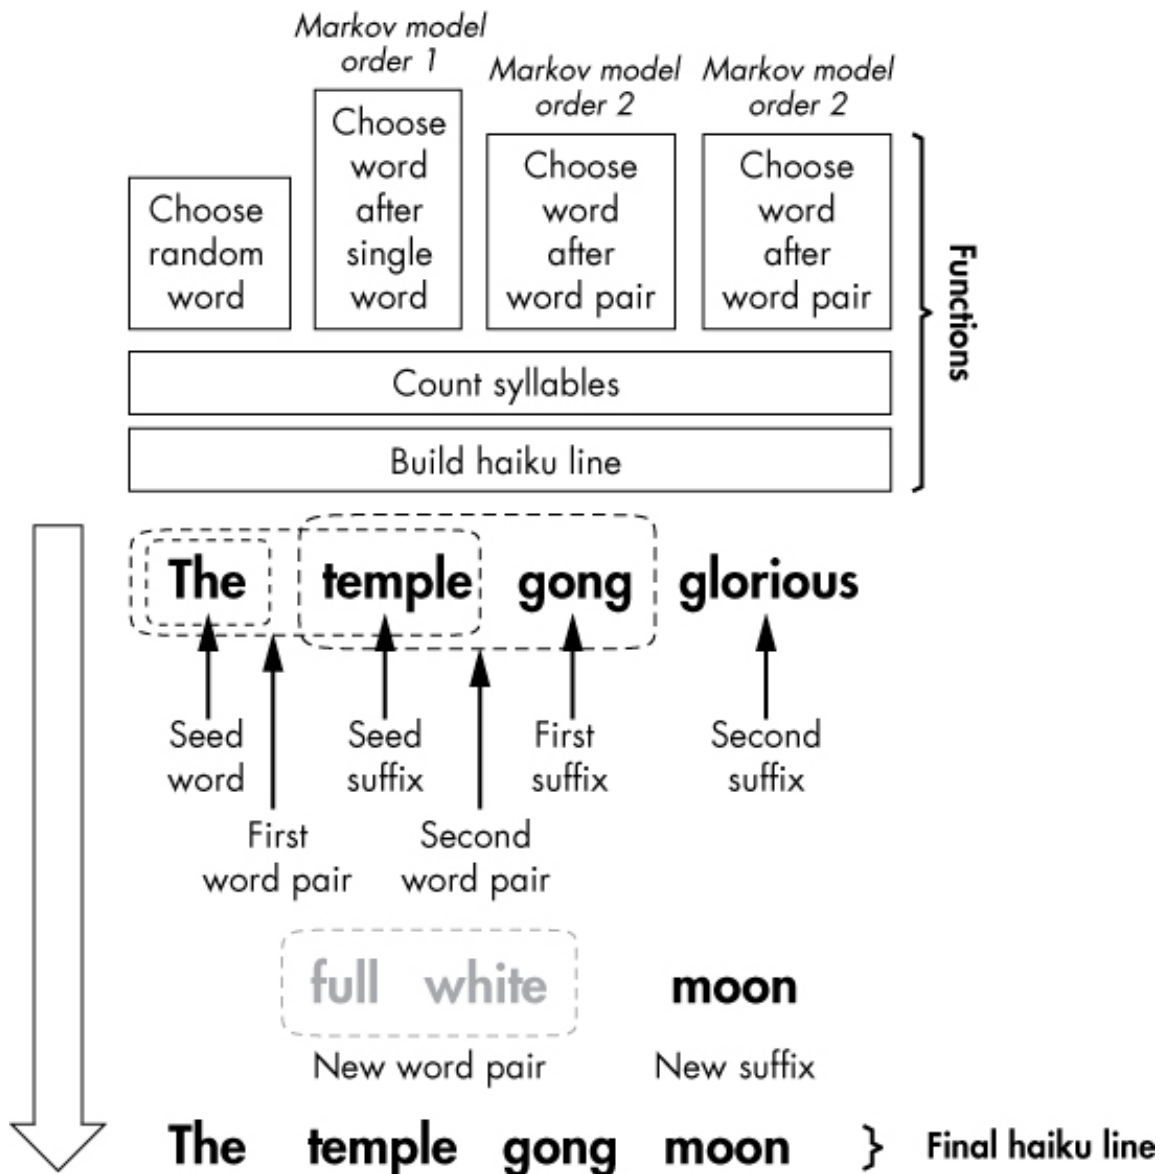 Markov model
order 1
Markov model
order 2
Markov model
order 2
Choose
random
word
Choose
word
after
single
word
Choose
word
after
word pair
Choose
word
after
word pair
Functions
Count syllables
Build haiku line
The temple gong glorious
Seed
word
Seed
suffix
First
suffix
Second
suffix
First
word pair
Second
word pair
full white moon
New word pair New suffix
The temple gong moon } Final haiku line